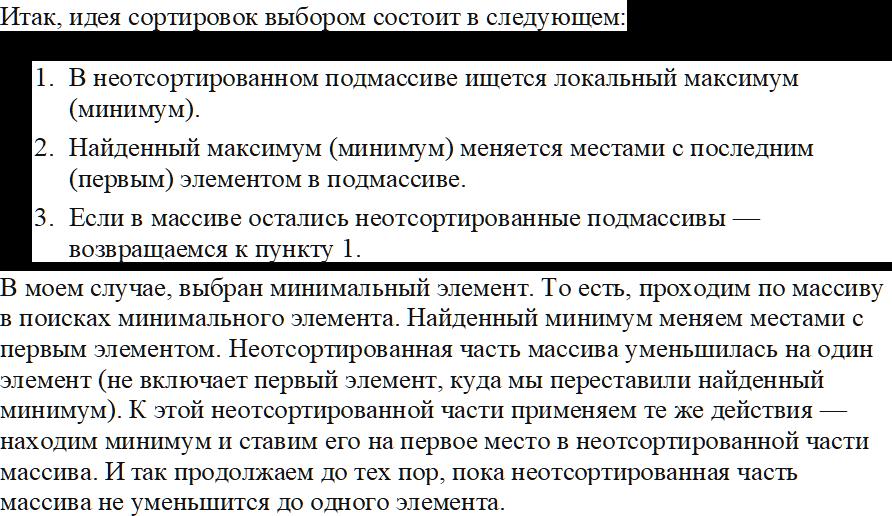 Итак, идея сортировок выбором состоит в следующем:
1. В неотсортированном подмассиве ищется локальный максимум
(минимум).
2. Найденный максимум (минимум) меняется местами с последним
(первым) элементом в подмассиве.
3. Если в массиве остались неотсортированные подмассивы —
возвращаемся к пункту 1.
В моем случае, выбран минимальный элемент. То есть, проходим по массиву
в поисках минимального элемента. Найденный минимум меняем местами с
первым элементом. Неотсортированная часть массива уменьшилась на один
элемент (не включает первый элемент, куда мы переставили найденный
минимум). К этой неотсортированной части применяем те же действия —
находим минимум и ставим его на первое место в неотсортированной части
массива. И так продолжаем до тех пор, пока неотсортированная часть
массива не уменьшится до одного элемента.